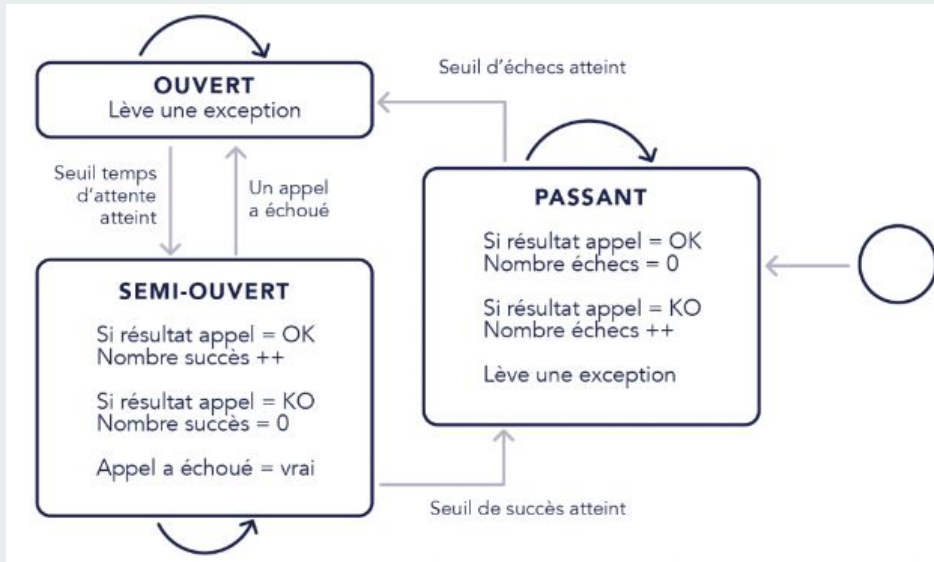 OUVERT
Lève une exception
Seuil d'échecs atteint
Seuil temps
d'attente
atteint
Un appel
a échoué
PASSANT
Si résultat appel = OK
Nombre échecs = 0
Si résultat appel = KO
Nombre échecs ++
Lève une exception
SEMI-OUVERT
Si résultat appel = OK
Nombre succès ++
Si résultat appel = KO
Nombre succès = 0
Appel a échoué = vrai
Seuil de succès atteint